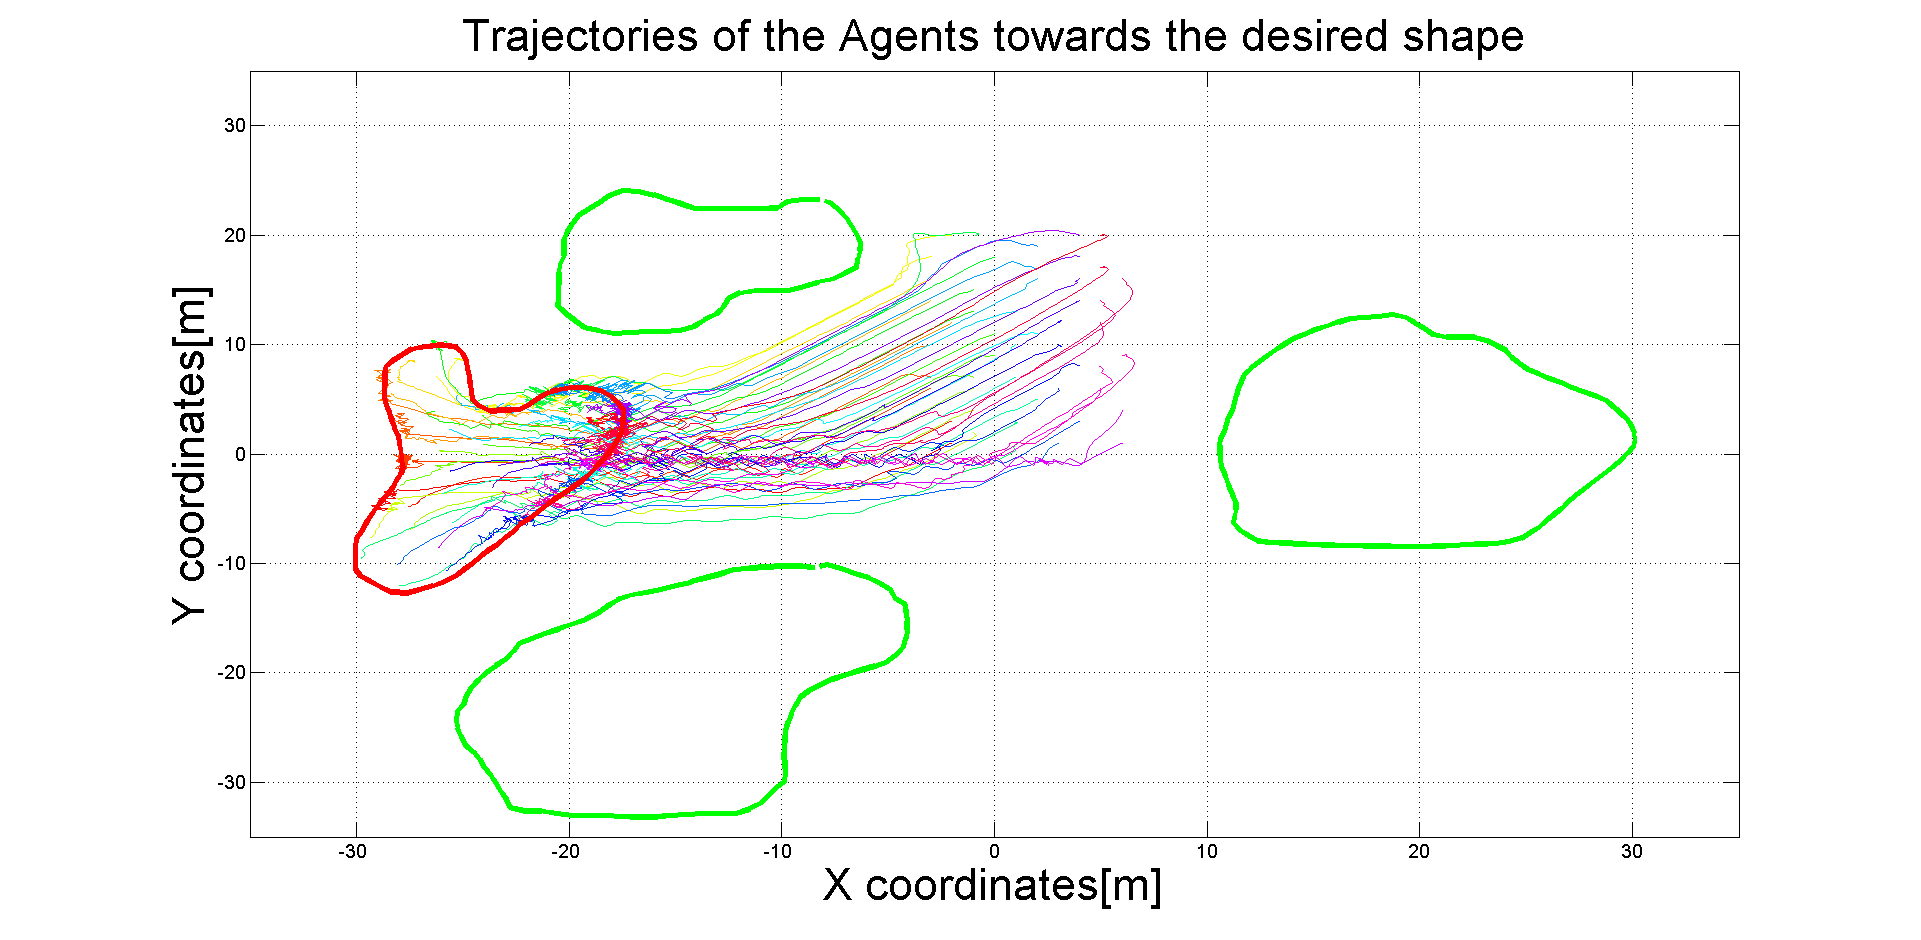 Trajectories of the Agents towards the desired shape
30
20
10
0
-10
-20
-30
Y coordinates[m]
-30 -20 -10 0 10 20 30
X coordinates[m]